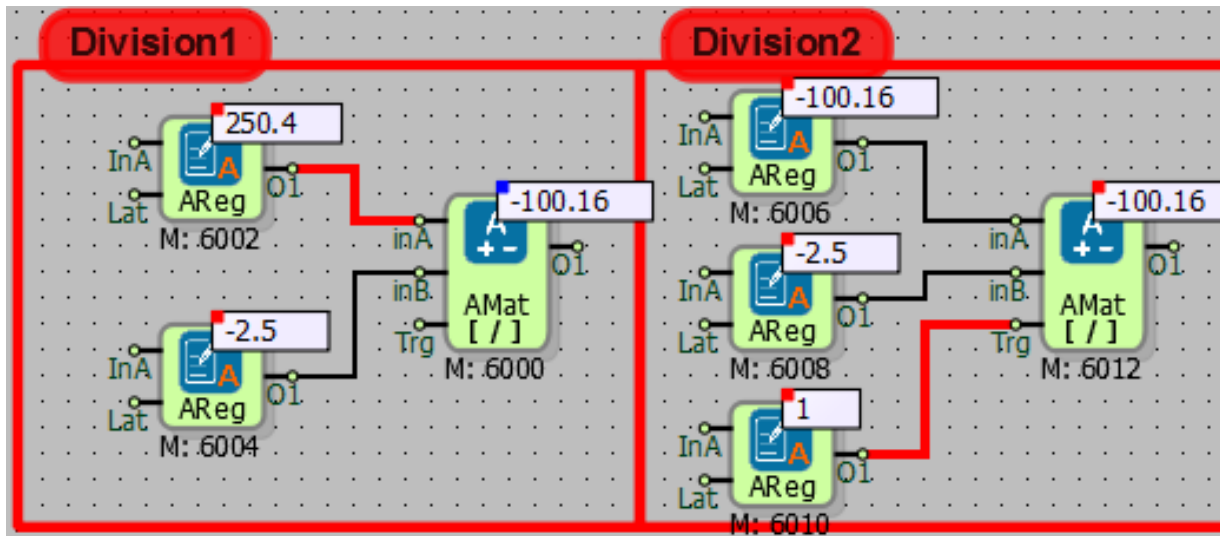 Division1
250.4
InA
A
O1
Lat
AReg
M: 6002
-100.16
inA
A
+ -
O1
inB
AMat
[ / ]
Trg
M: 6000
-2.5
InA
A
O1
Lat
AReg
M: 6004
Division2
-100.16
InA
A
O1
Lat
AReg
M: 6006
-2.5
InA
A
O1
Lat
AReg
M: 6008
1
InA
A
O1
Lat
AReg
M: 6010
-100.16
inA
A
+ -
O1
inB
AMat
[ / ]
Trg
M: 6012